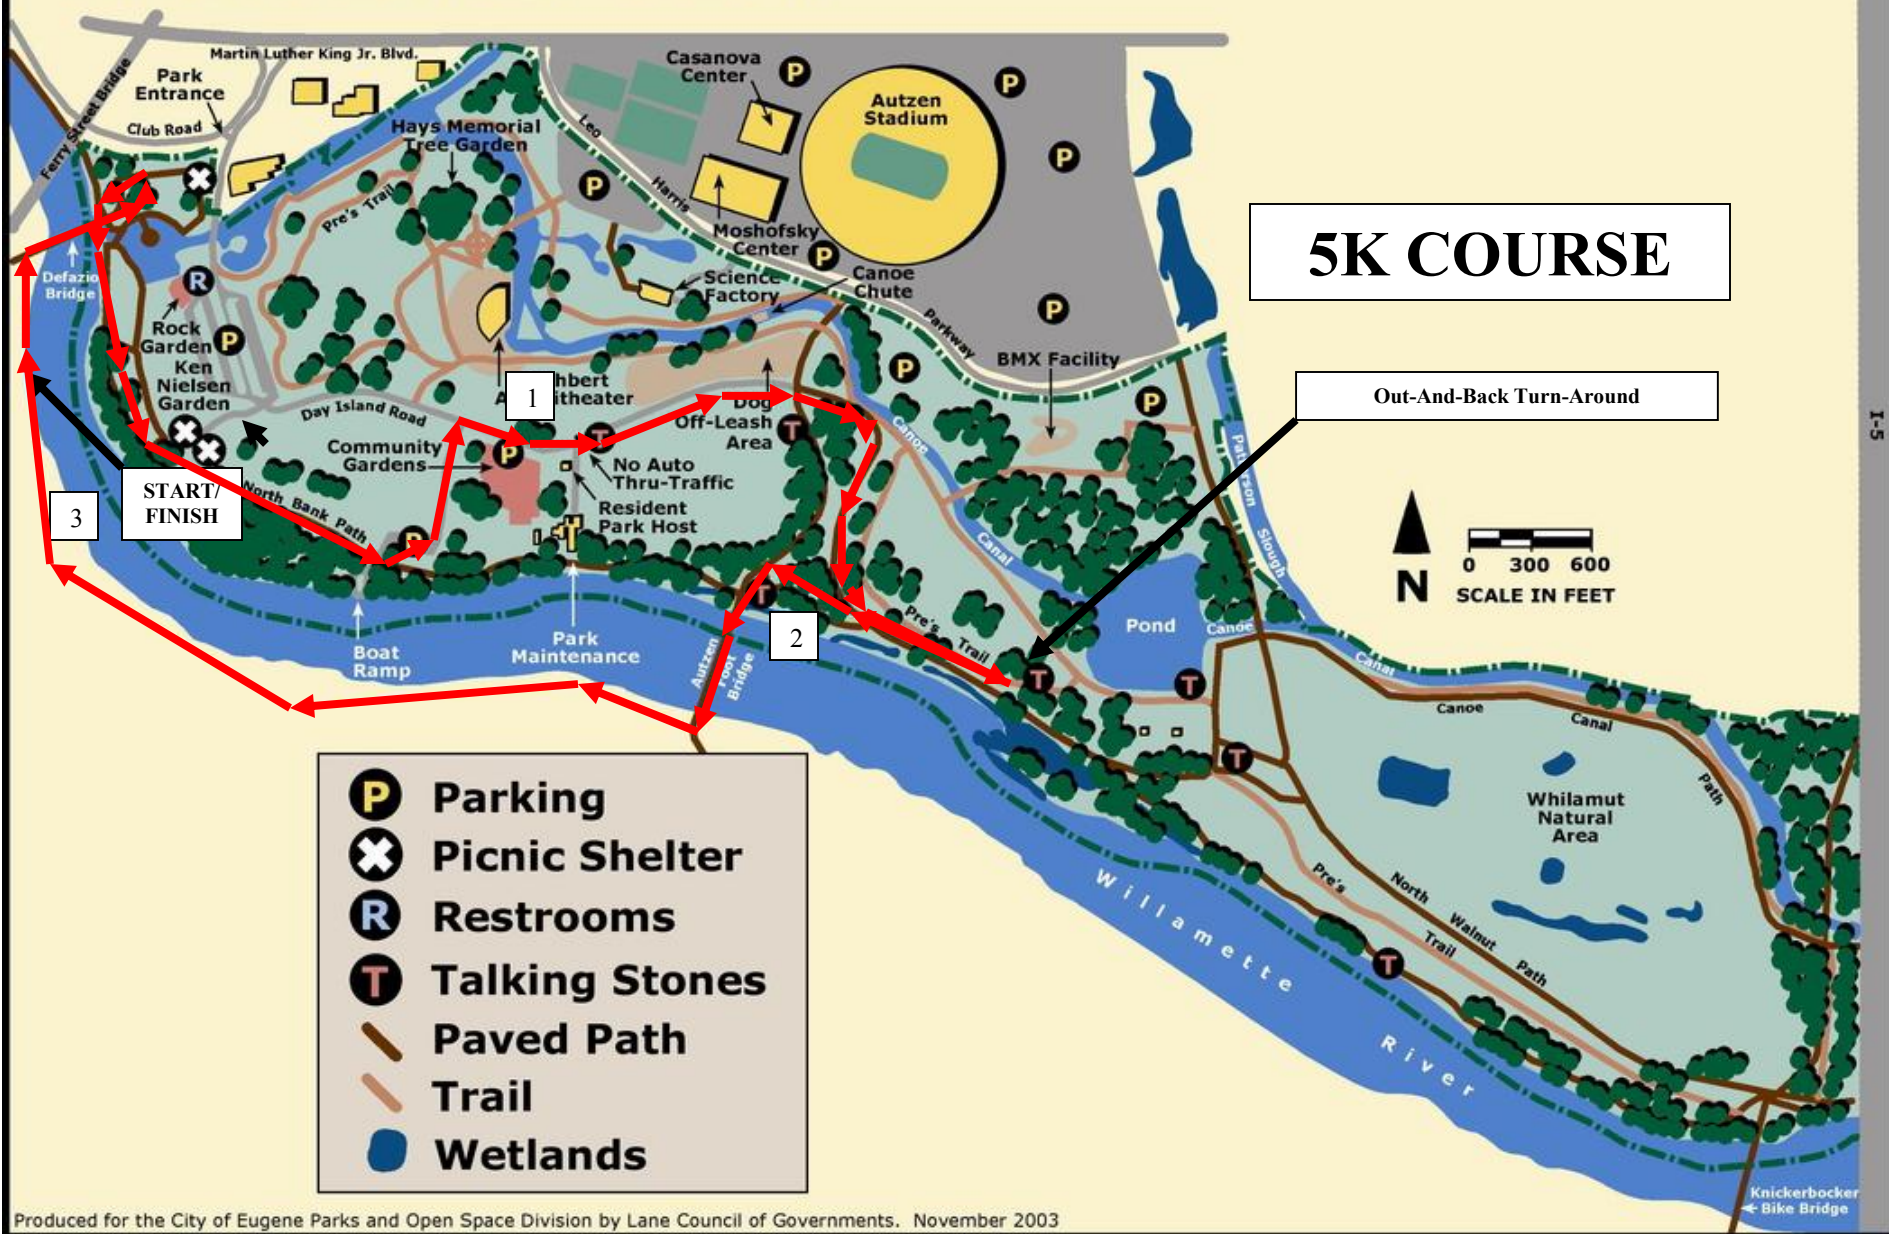 Martin Luther King Jr. Blvd.
Park
Entrance
Ferry Street Bridge
Club Road
Hays Memorial
Tree Garden
Pre's Trail
Leo
Harris
Parkway
Casanova
Center
P
P
P
P
Autzen
Stadium
Moshofsky
Center
P
Science
Factory
Canoe
Chute
P
5K COURSE
Defazio
Bridge
R
Rock
Garden
P
Ken
Nielsen
Garden
Day Island Road
1
hbert
A itheater
Dog
Off-Leash
Area
T
P
BMX Facility
P
Out-And-Back Turn-Around
I-5
Community
Gardens
P
T
No Auto
Thru-Traffic
Resident
Park Host
START/
FINISH
3
North Bank Path
P
Canoe
Canal
Patterson
Slough
N
0 300 600
SCALE IN FEET
T
2
Boat
Ramp
Park
Maintenance
Autzen
Foot
Bridge
Pre's
Trail
T
Pond
Canoe
Canal
T
Canoe
Canal
Path
T
Whilamut
Natural
Area
Pre's
Trail
North
Walnut
Path
T
Willamette
River
P Parking
Picnic Shelter
R Restrooms
T Talking Stones
Paved Path
Trail
Wetlands
Knickerbocker
Bike Bridge
Produced for the City of Eugene Parks and Open Space Division by Lane Council of Governments. November 2003